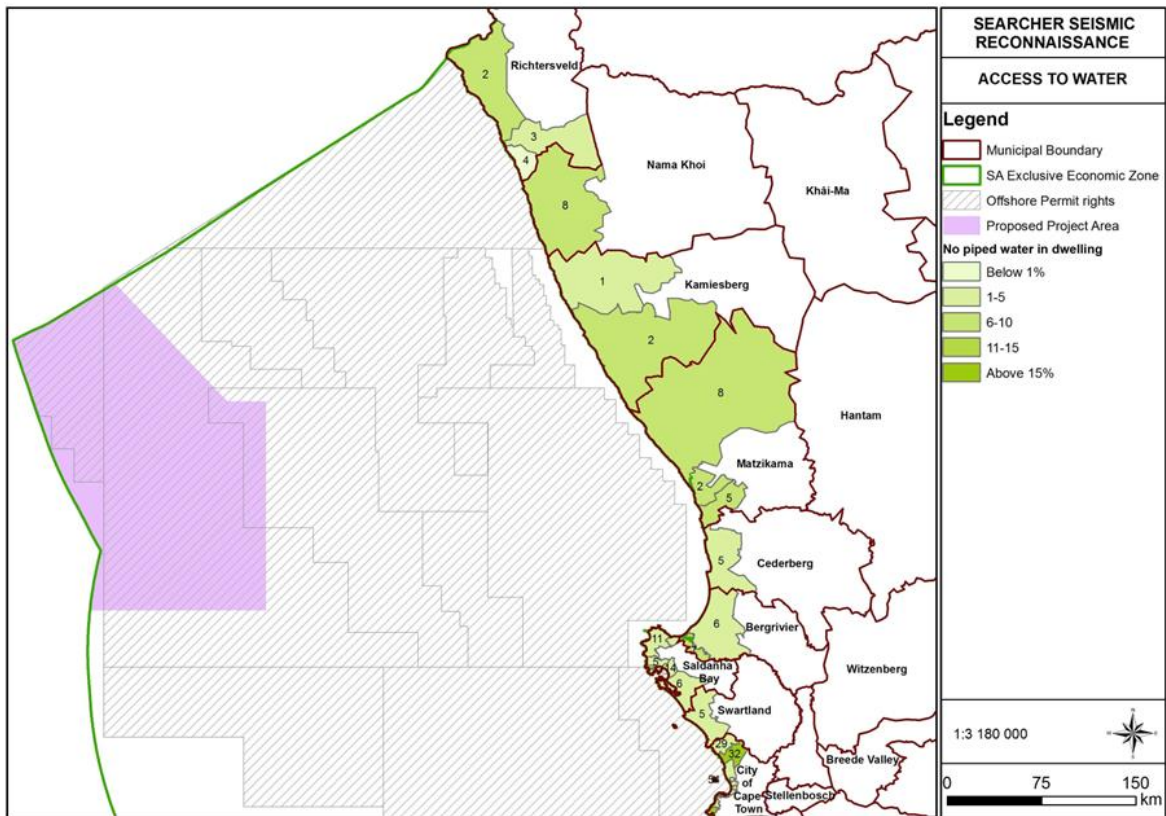 SEARCHER SEISMIC
RECONNAISSANCE
ACCESS TO WATER
Legend
Municipal Boundary
SA Exclusive Economic Zone
Offshore Permit rights
Proposed Project Area
No piped water in dwelling
Below 1%
1-5
6-10
11-15
Above 15%
1:3 180 000
0 75 150
km
Richtersveld
2
3
4
Nama Khoi
Khâi-Ma
8
1
Kamiesberg
2
8
Hantam
Matzikama
2
5
Cederberg
5
6
Bergrivier
11
5
14
Saldanha
Bay
Witzenberg
6
5
Swartland
29
32
City
of
Cape
Town
Breede Valley
Stellenbosch